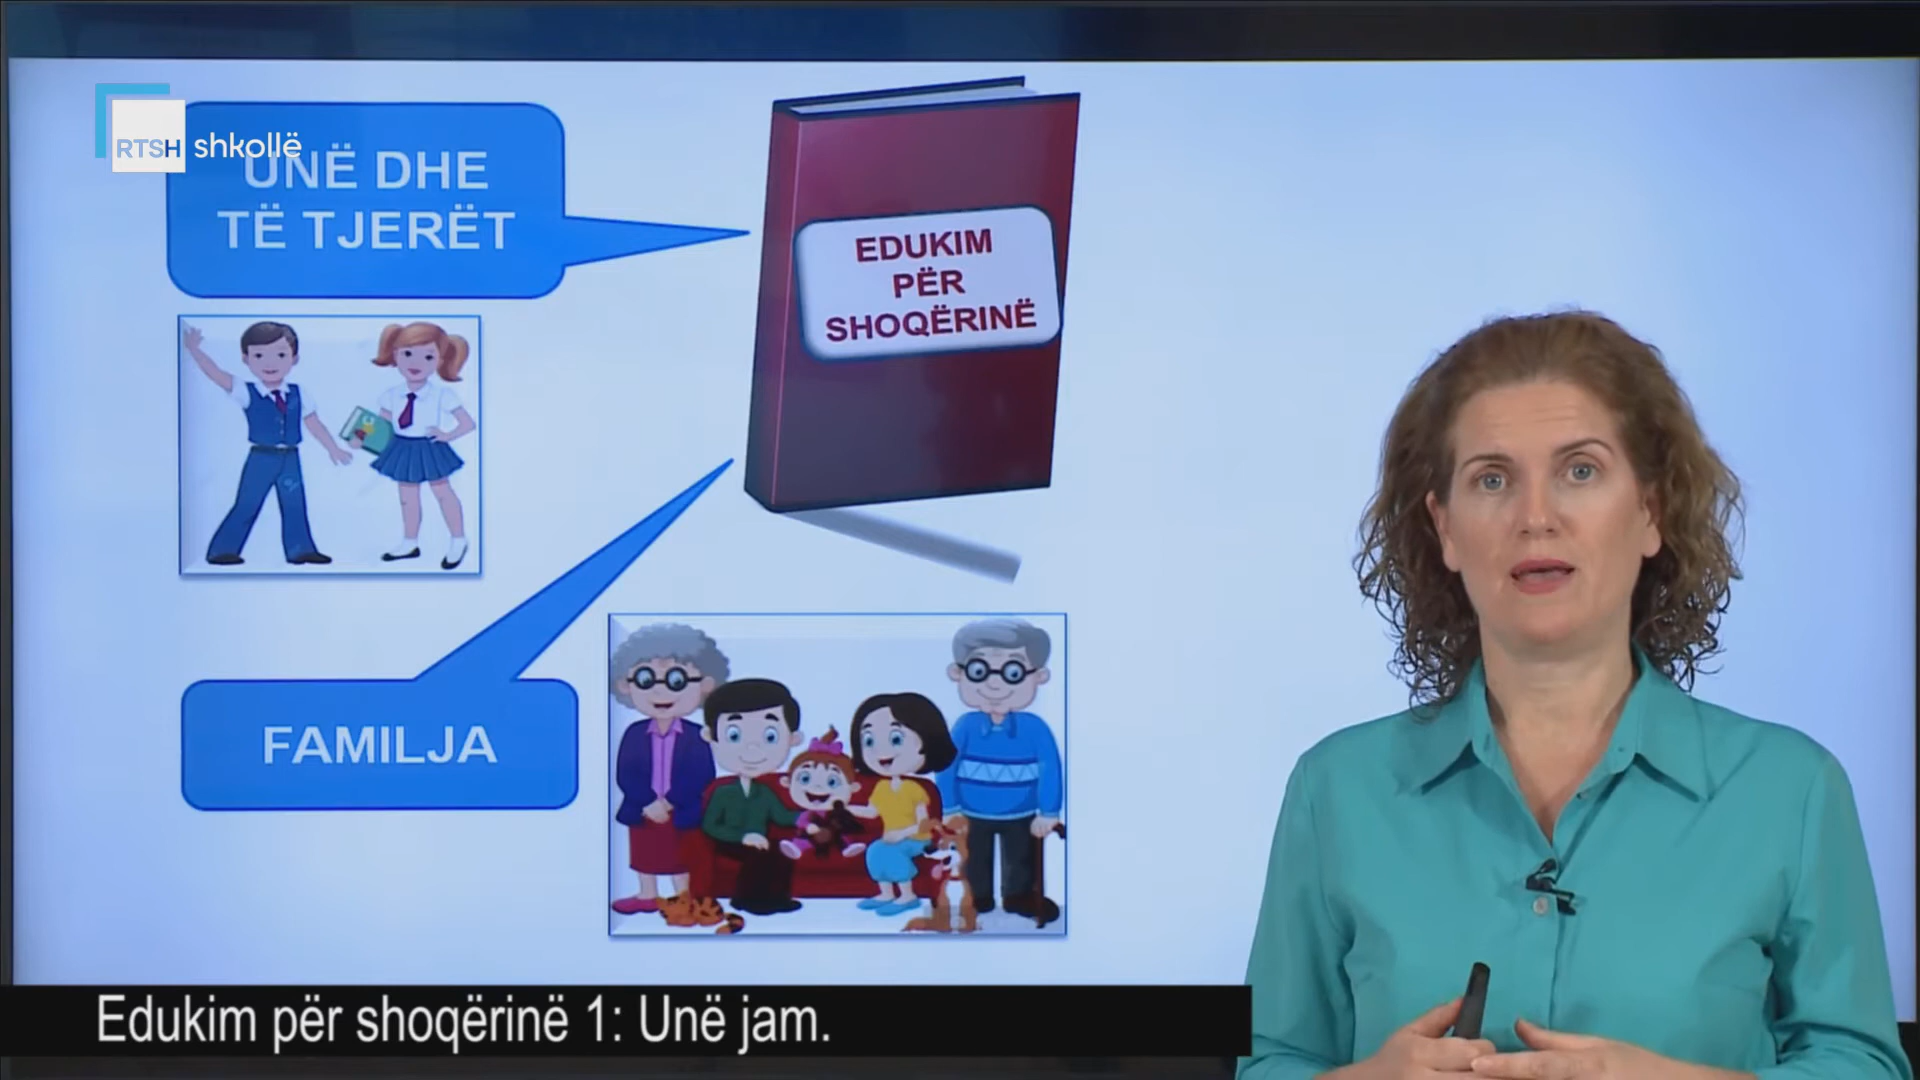 RTSH shkollë
UNË DHE
TË TJERËT
EDUKIM
PËR
SHOQËRINË
FAMILJA
Edukim për shoqërinë 1: Unë jam.